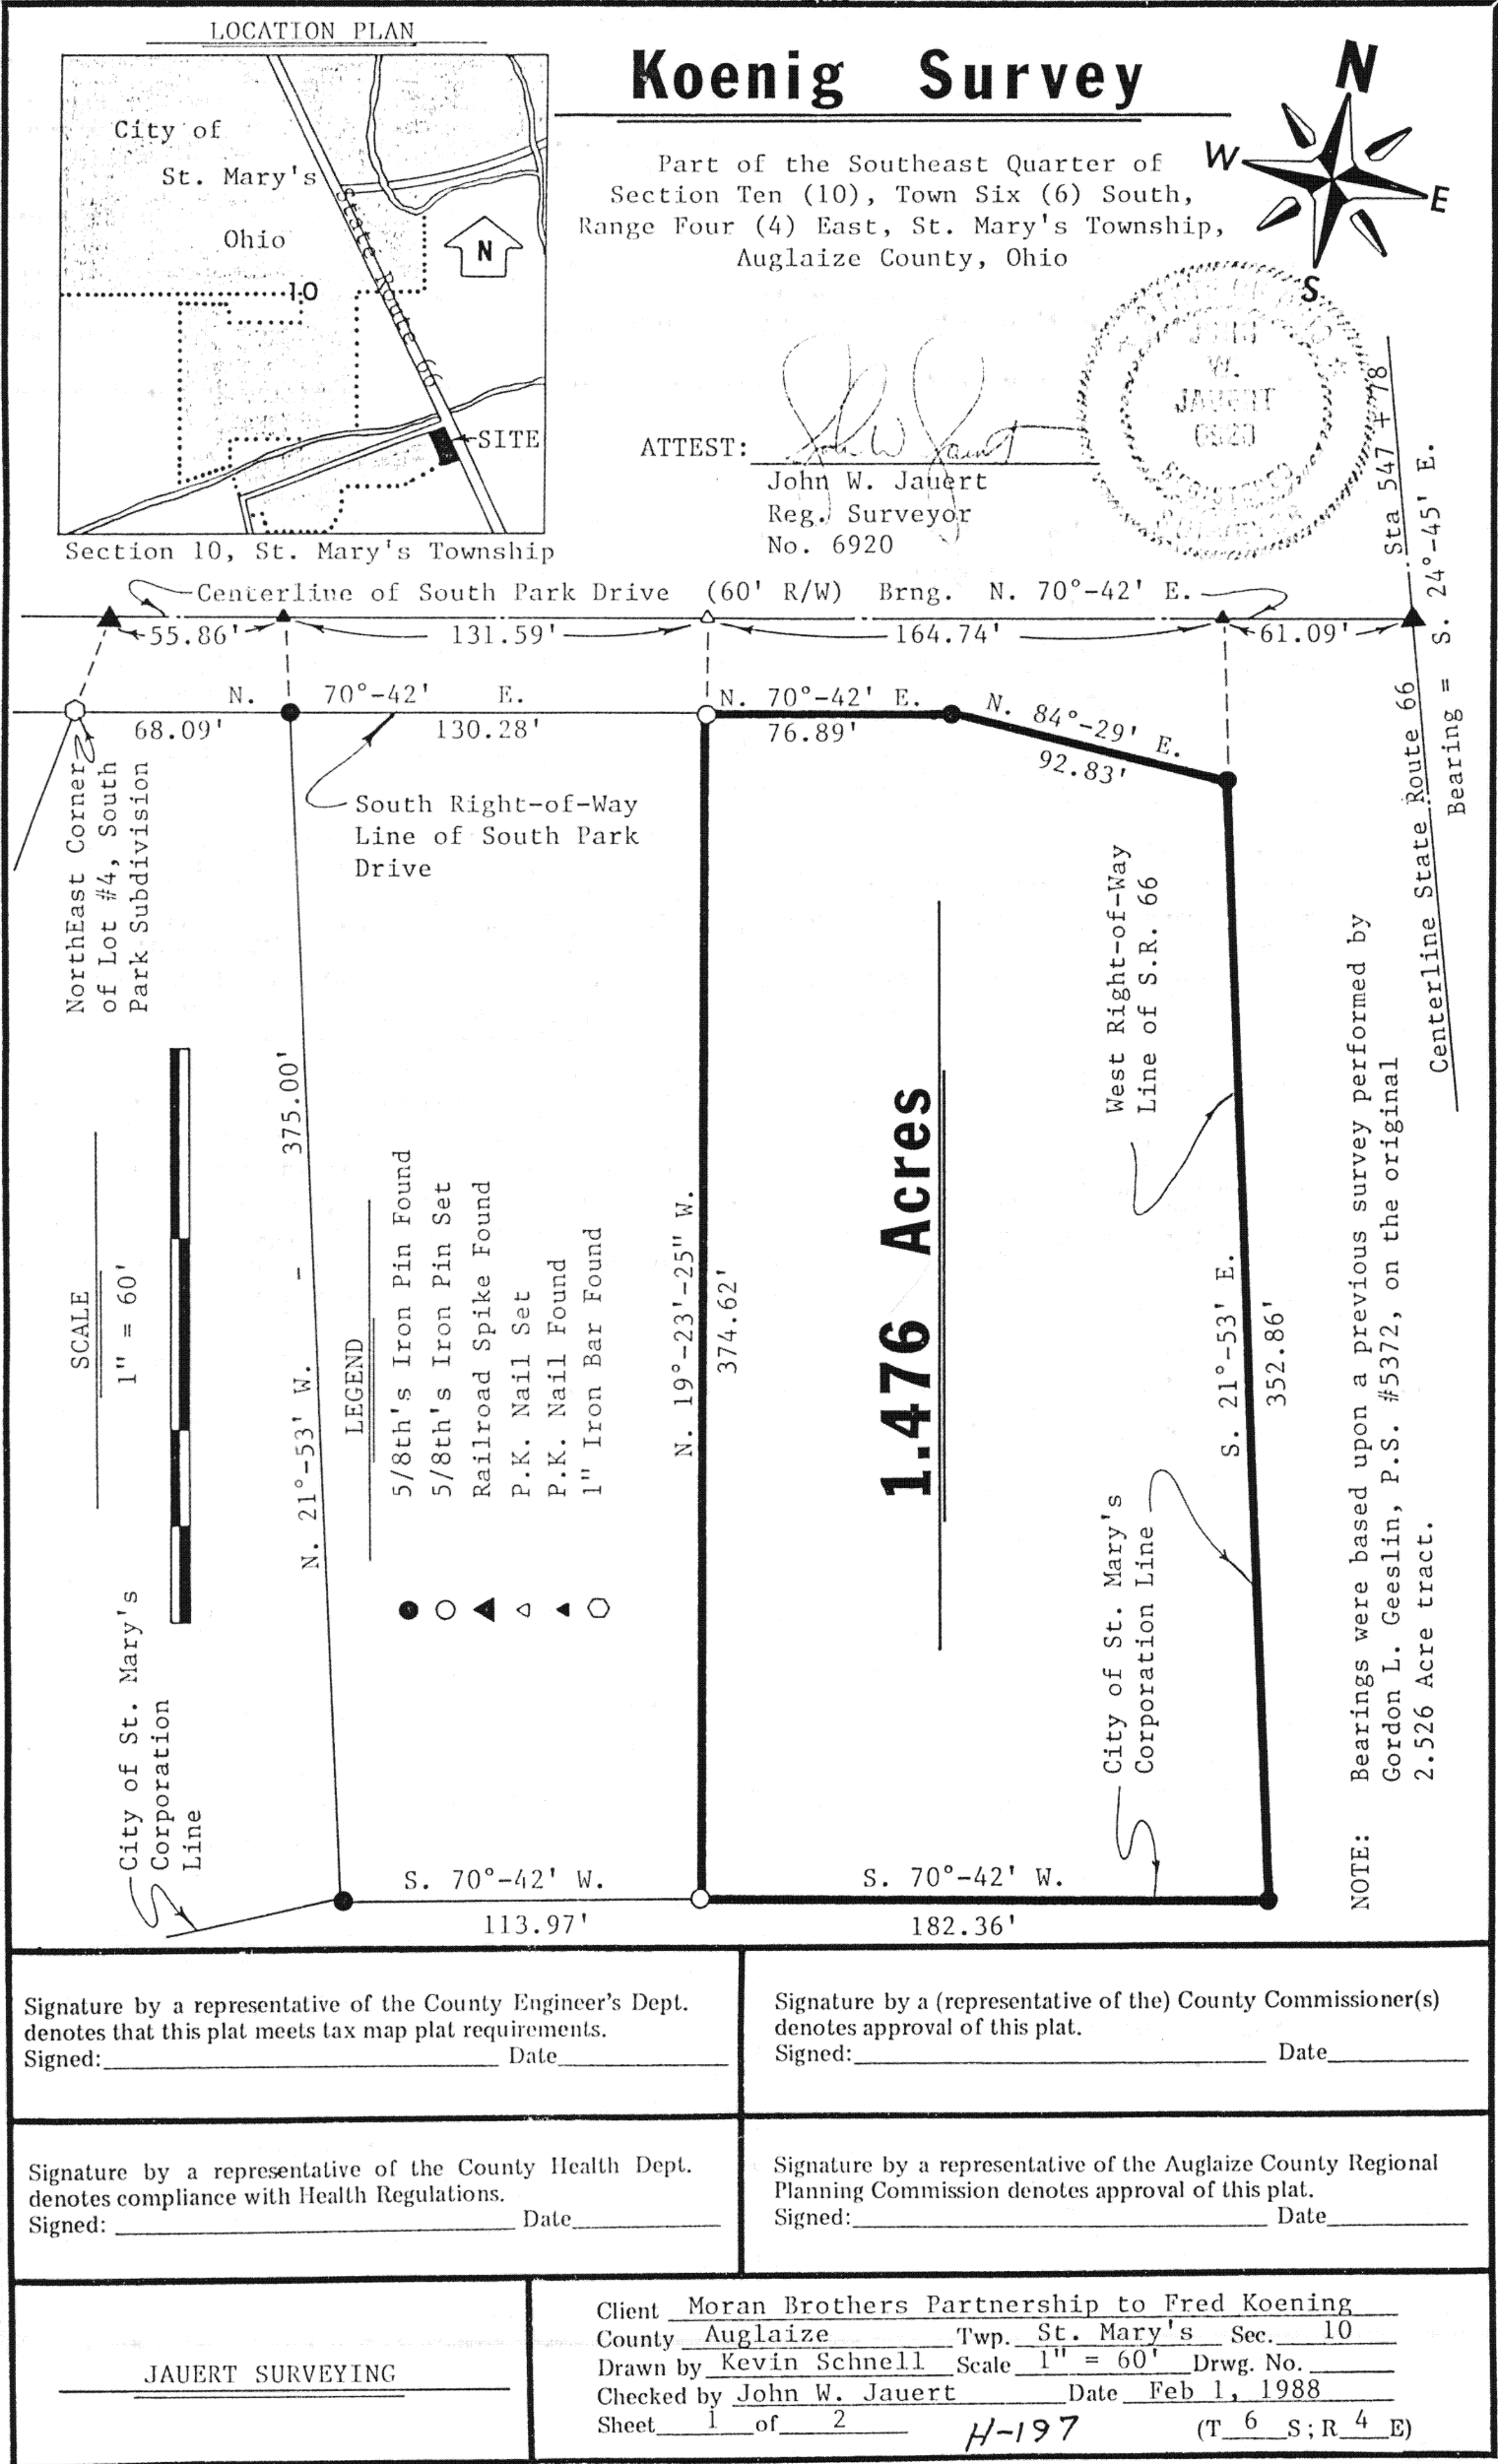 LOCATION PLAN
City of
St. Mary's
Ohio
10
State Route 66
N
SITE
Section 10, St. Mary's Township
Koenig Survey
Part of the Southeast Quarter of
Section Ten (10), Town Six (6) South,
Range Four (4) East, St. Mary's Township,
Auglaize County, Ohio
N
W
E
S
ATTEST:
John W. Jauert
Reg. Surveyor
No. 6920
W.
JAUERT
6920
REGISTERED
SURVEYOR
Sta 547 + 78
Bearing = S. 24°-45' E.
Centerline State Route 66
Centerline of South Park Drive (60' R/W) Brng. N. 70°-42' E.
55.86'
131.59'
164.74'
61.09'
N. 70°-42' E.
68.09'
130.28'
N. 70°-42' E.
76.89'
N. 84°-29' E.
92.83'
South Right-of-Way
Line of South Park
Drive
NorthEast Corner
of Lot #4, South
Park Subdivision
SCALE
1" = 60'
N. 21°-53' W. - 375.00'
LEGEND
5/8th's Iron Pin Found
5/8th's Iron Pin Set
Railroad Spike Found
P.K. Nail Set
P.K. Nail Found
1" Iron Bar Found
N. 19°-23'-25" W.
374.62'
1.476 Acres
West Right-of-Way
Line of S.R. 66
S. 21°-53' E.
352.86'
City of St. Mary's
Corporation Line
City of St. Mary's
Corporation
Line
NOTE: Bearings were based upon a previous survey performed by
Gordon L. Geeslin, P.S. #5372, on the original
2.526 Acre tract.
S. 70°-42' W.
113.97'
S. 70°-42' W.
182.36'
Signature by a representative of the County Engineer's Dept.
denotes that this plat meets tax map plat requirements.
Signed: Date
Signature by a (representative of the) County Commissioner(s)
denotes approval of this plat.
Signed: Date
Signature by a representative of the County Health Dept.
denotes compliance with Health Regulations.
Signed: Date
Signature by a representative of the Auglaize County Regional
Planning Commission denotes approval of this plat.
Signed: Date
JAUERT SURVEYING
Client Moran Brothers Partnership to Fred Koening
County Auglaize Twp. St. Mary's Sec. 10
Drawn by Kevin Schnell Scale 1" = 60' Drwg. No.
Checked by John W. Jauert Date Feb 1, 1988
Sheet 1 of 2 H-197 (T 6 S; R 4 E)